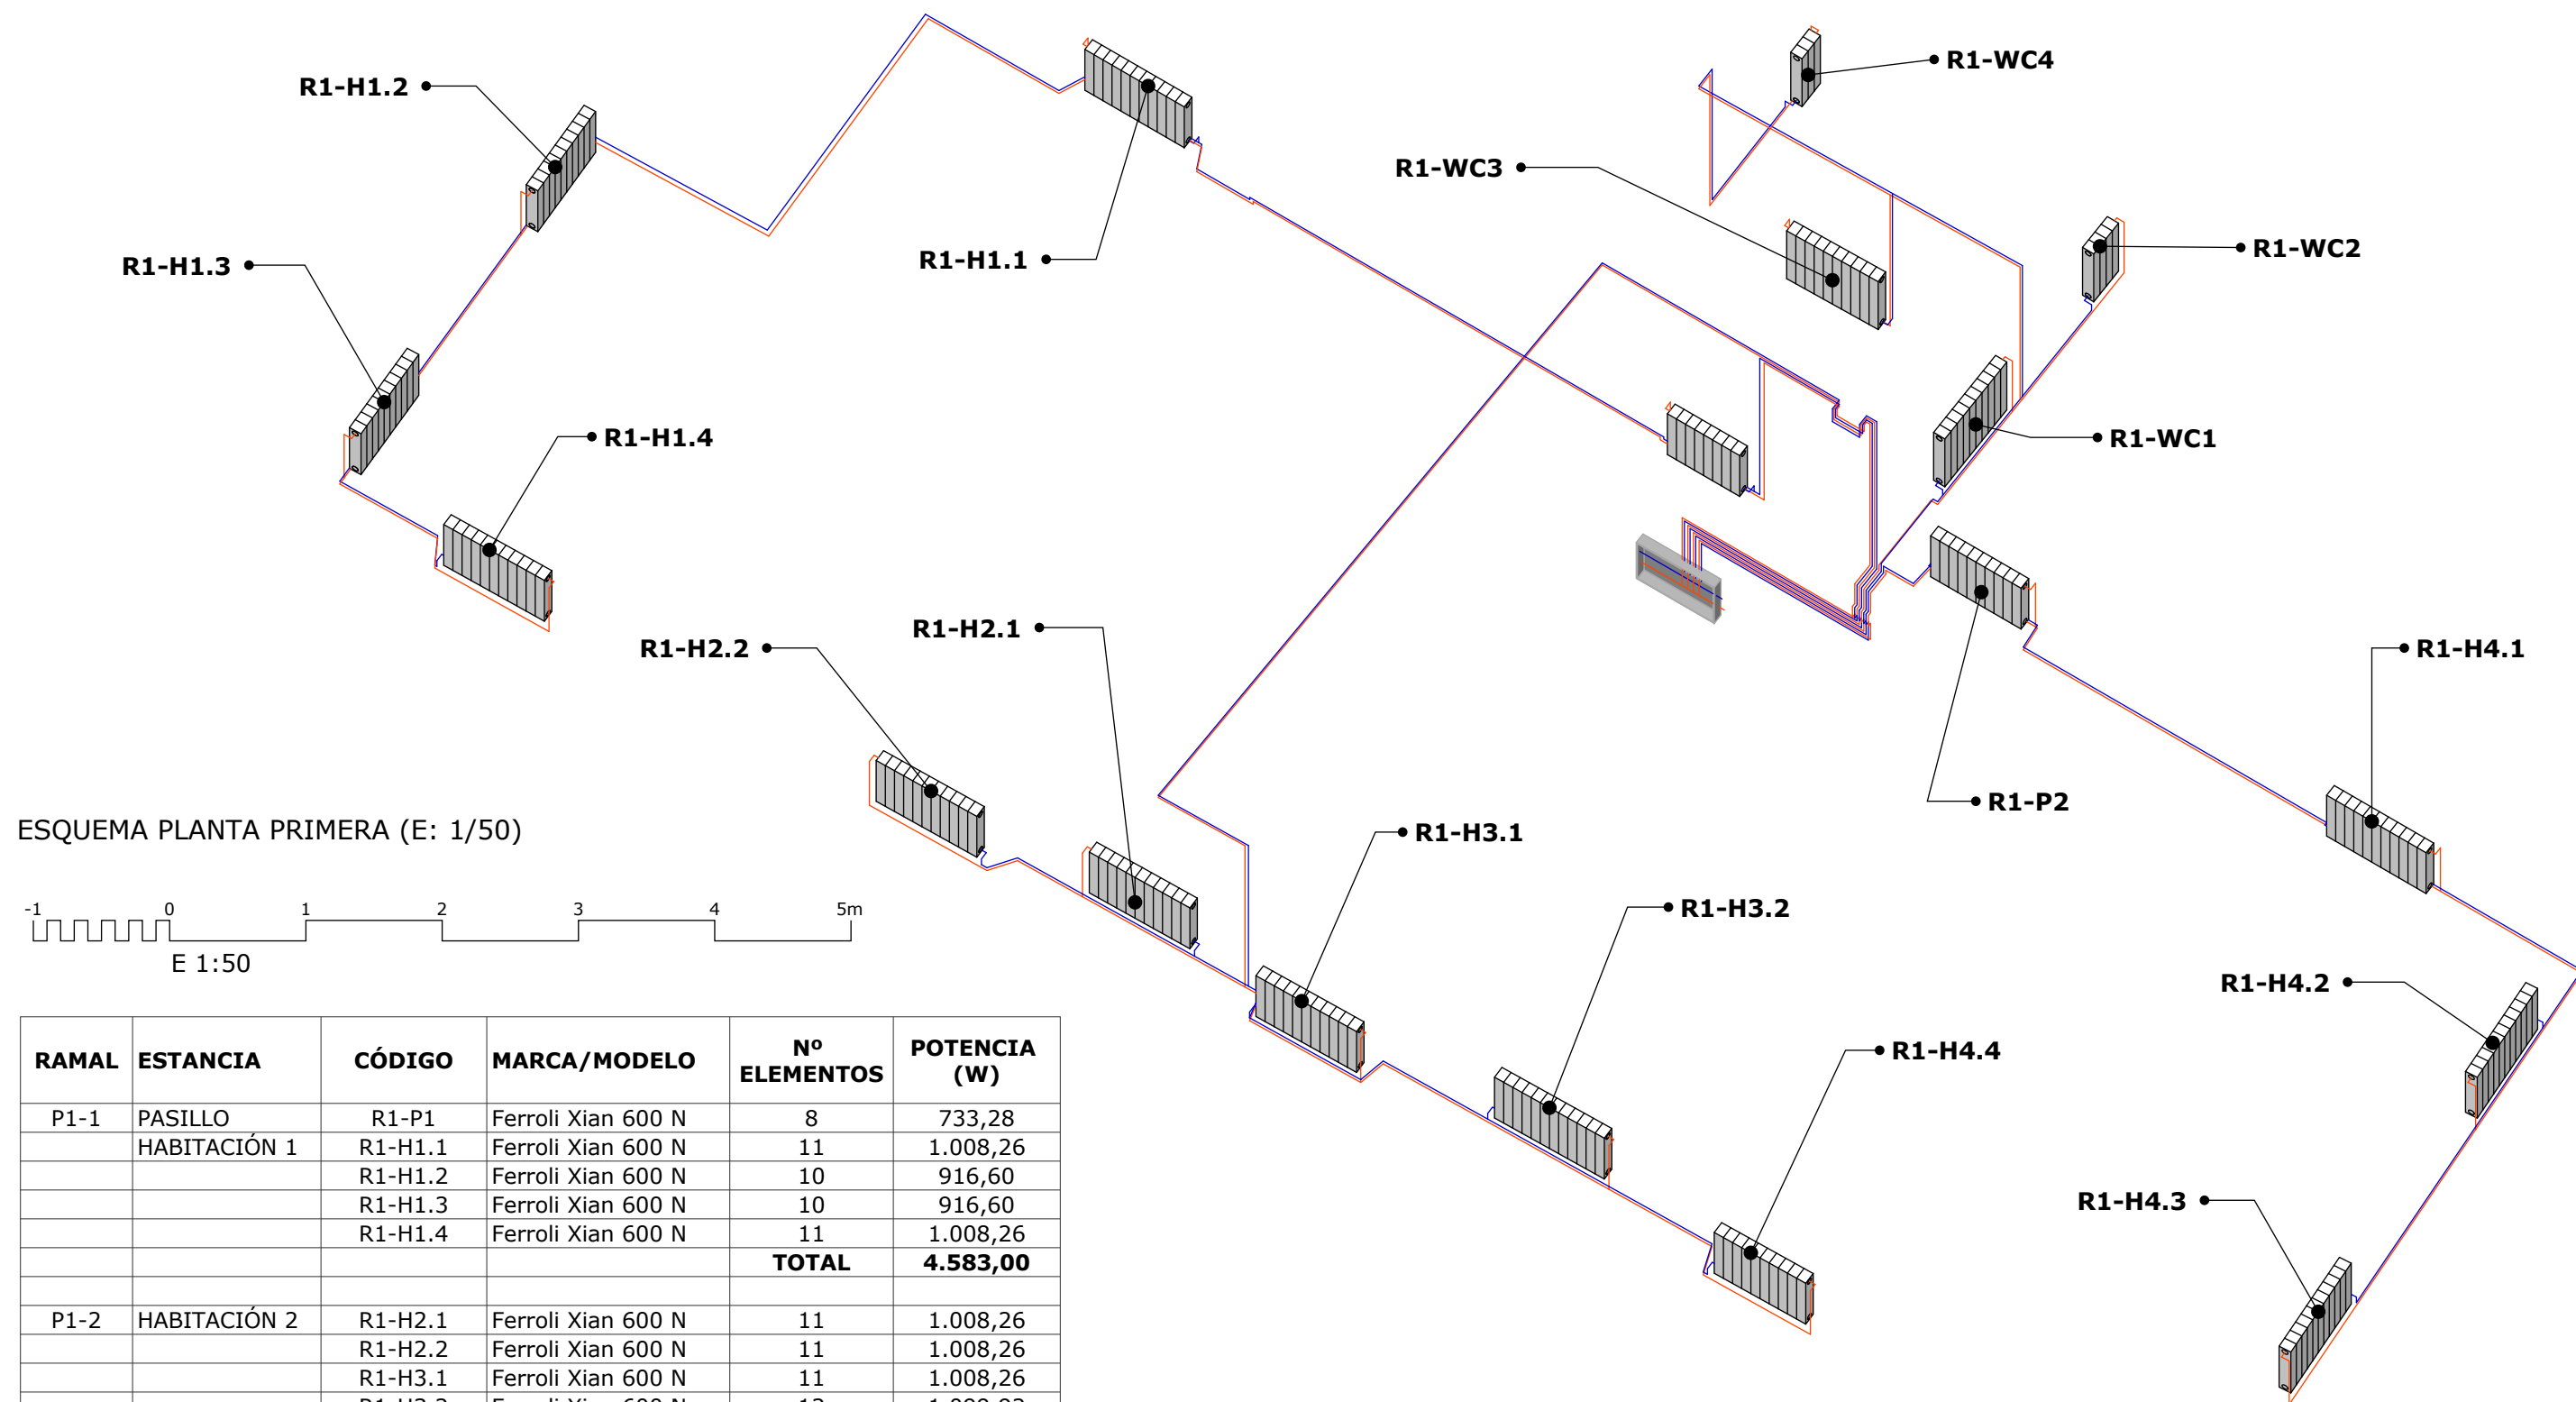 R1-WC4
R1-H1.2
R1-WC3
R1-WC2
R1-H1.1
R1-H1.3
R1-H1.4
R1-WC1
R1-H2.1
R1-H2.2
R1-H4.1
R1-P2
ESQUEMA PLANTA PRIMERA (E: 1/50)
R1-H3.1
-1 0 1 2 3 4 5m
R1-H3.2
E 1:50
R1-H4.2
R1-H4.4
R1-H4.3
RAMAL ESTANCIA CÓDIGO MARCA/MODELO Nº ELEMENTOS POTENCIA (W)
P1-1 PASILLO R1-P1 Ferroli Xian 600 N 8 733,28
HABITACIÓN 1 R1-H1.1 Ferroli Xian 600 N 11 1.008,26
R1-H1.2 Ferroli Xian 600 N 10 916,60
R1-H1.3 Ferroli Xian 600 N 10 916,60
R1-H1.4 Ferroli Xian 600 N 11 1.008,26
TOTAL 4.583,00
P1-2 HABITACIÓN 2 R1-H2.1 Ferroli Xian 600 N 11 1.008,26
R1-H2.2 Ferroli Xian 600 N 11 1.008,26
R1-H3.1 Ferroli Xian 600 N 11 1.008,26